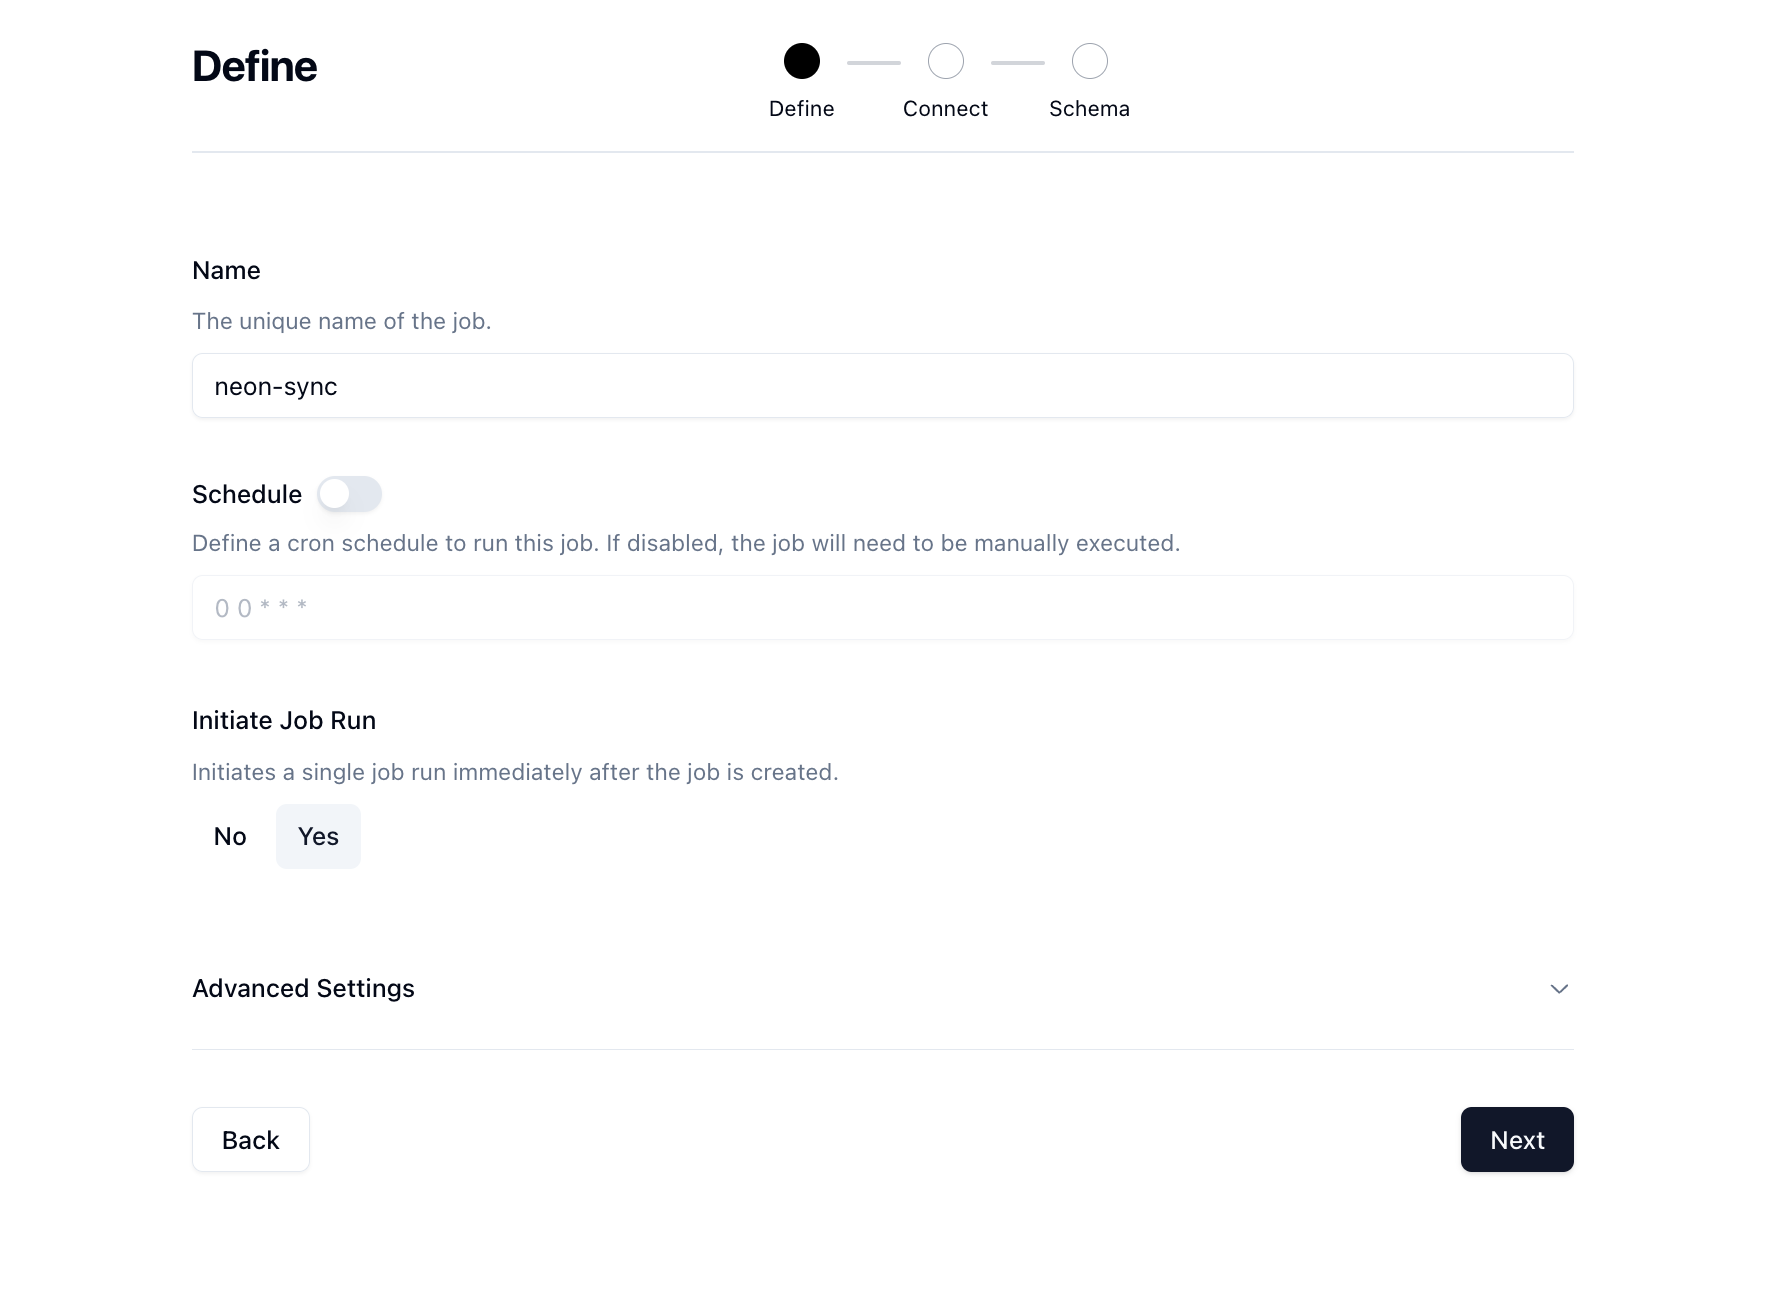 Define
Define
Connect
Schema
Name
The unique name of the job.
neon-sync
Schedule
Define a cron schedule to run this job. If disabled, the job will need to be manually executed.
0 0 * * *
Initiate Job Run
Initiates a single job run immediately after the job is created.
No
Yes
Advanced Settings
Back
Next